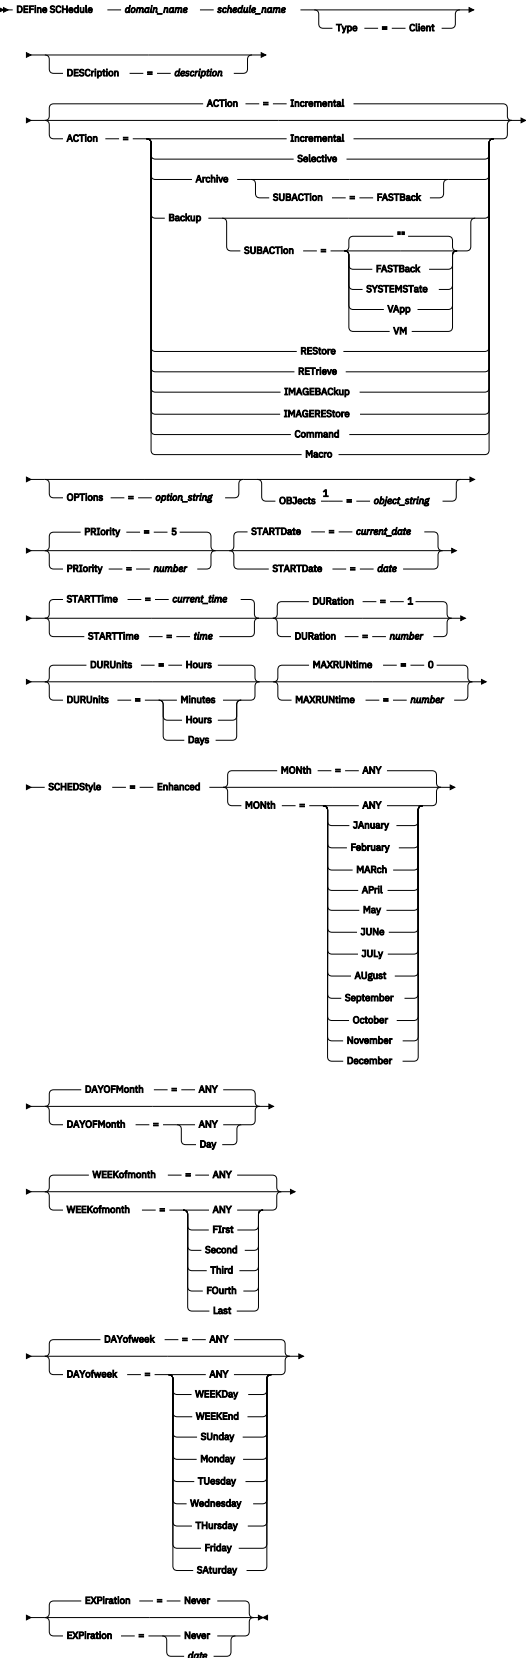 DEFine SCHedule domain_name schedule_name
Type = Client
DESCription = description
ACTion = Incremental
ACTion = Incremental
Selective
Archive
SUBACTion = FASTBack
Backup
""
SUBACTion =
FASTBack
SYSTEMSTate
VApp
VM
REStore
RETrieve
IMAGEBACkup
IMAGEREStore
Command
Macro
OPTions = option_string OBJects 1 = object_string
PRIority = 5 STARTDate = current_date
PRIority = number STARTDate = date
STARTTime = current_time DURation = 1
STARTTime = time DURation = number
DURUnits = Hours MAXRUNtime = 0
DURUnits = Minutes MAXRUNtime = number
Hours
Days
MONth = ANY
SCHEDStyle = Enhanced
MONth = ANY
JAnuary
February
MARch
APril
May
JUNe
JULy
AUgust
September
October
November
December
DAYOFMonth = ANY
DAYOFMonth = ANY
Day
WEEKofmonth = ANY
WEEKofmonth = ANY
FIrst
Second
Third
FOurth
Last
DAYofweek = ANY
DAYofweek = ANY
WEEKDay
WEEKEnd
SUnday
Monday
TUesday
Wednesday
THursday
Friday
SAturday
EXPiration = Never
EXPiration = Never
date